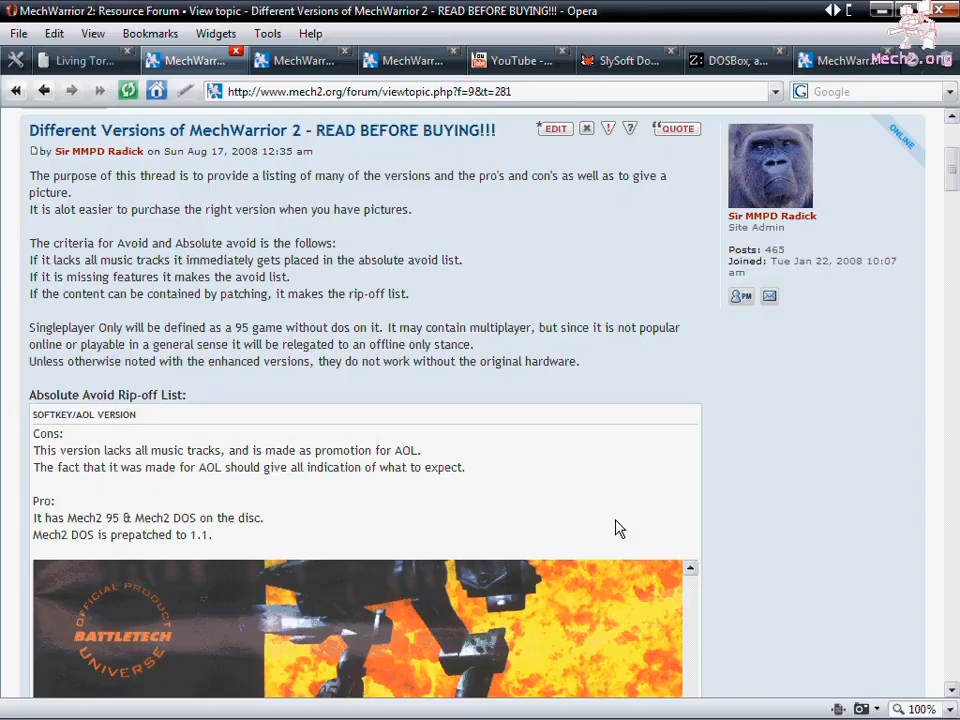 MechWarrior 2: Resource Forum • View topic - Different Versions of MechWarrior 2 - READ BEFORE BUYING!!! - Opera
File Edit View Bookmarks Widgets Tools Help
Mech2.org
Living Tor... MechWarr... MechWarr... MechWarr... YouTube -... SlySoft Do... DOSBox, a... MechWarr...
http://www.mech2.org/forum/viewtopic.php?f=9&t=281
Google
Different Versions of MechWarrior 2 - READ BEFORE BUYING!!!
EDIT
QUOTE
ONLINE
by Sir MMPD Radick on Sun Aug 17, 2008 12:35 am
The purpose of this thread is to provide a listing of many of the versions and the pro's and con's as well as to give a
picture.
It is alot easier to purchase the right version when you have pictures.
The criteria for Avoid and Absolute avoid is the follows:
If it lacks all music tracks it immediately gets placed in the absolute avoid list.
If it is missing features it makes the avoid list.
If the content can be contained by patching, it makes the rip-off list.
Singleplayer Only will be defined as a 95 game without dos on it. It may contain multiplayer, but since it is not popular
online or playable in a general sense it will be relegated to an offline only stance.
Unless otherwise noted with the enhanced versions, they do not work without the original hardware.
Sir MMPD Radick
Site Admin
Posts: 465
Joined: Tue Jan 22, 2008 10:07
am
PM
Absolute Avoid Rip-off List:
SOFTKEY/AOL VERSION
Cons:
This version lacks all music tracks, and is made as promotion for AOL.
The fact that it was made for AOL should give all indication of what to expect.
Pro:
It has Mech2 95 & Mech2 DOS on the disc.
Mech2 DOS is prepatched to 1.1.
OFFICIAL PRODUCT
BATTLETECH
UNIVERSE
100%